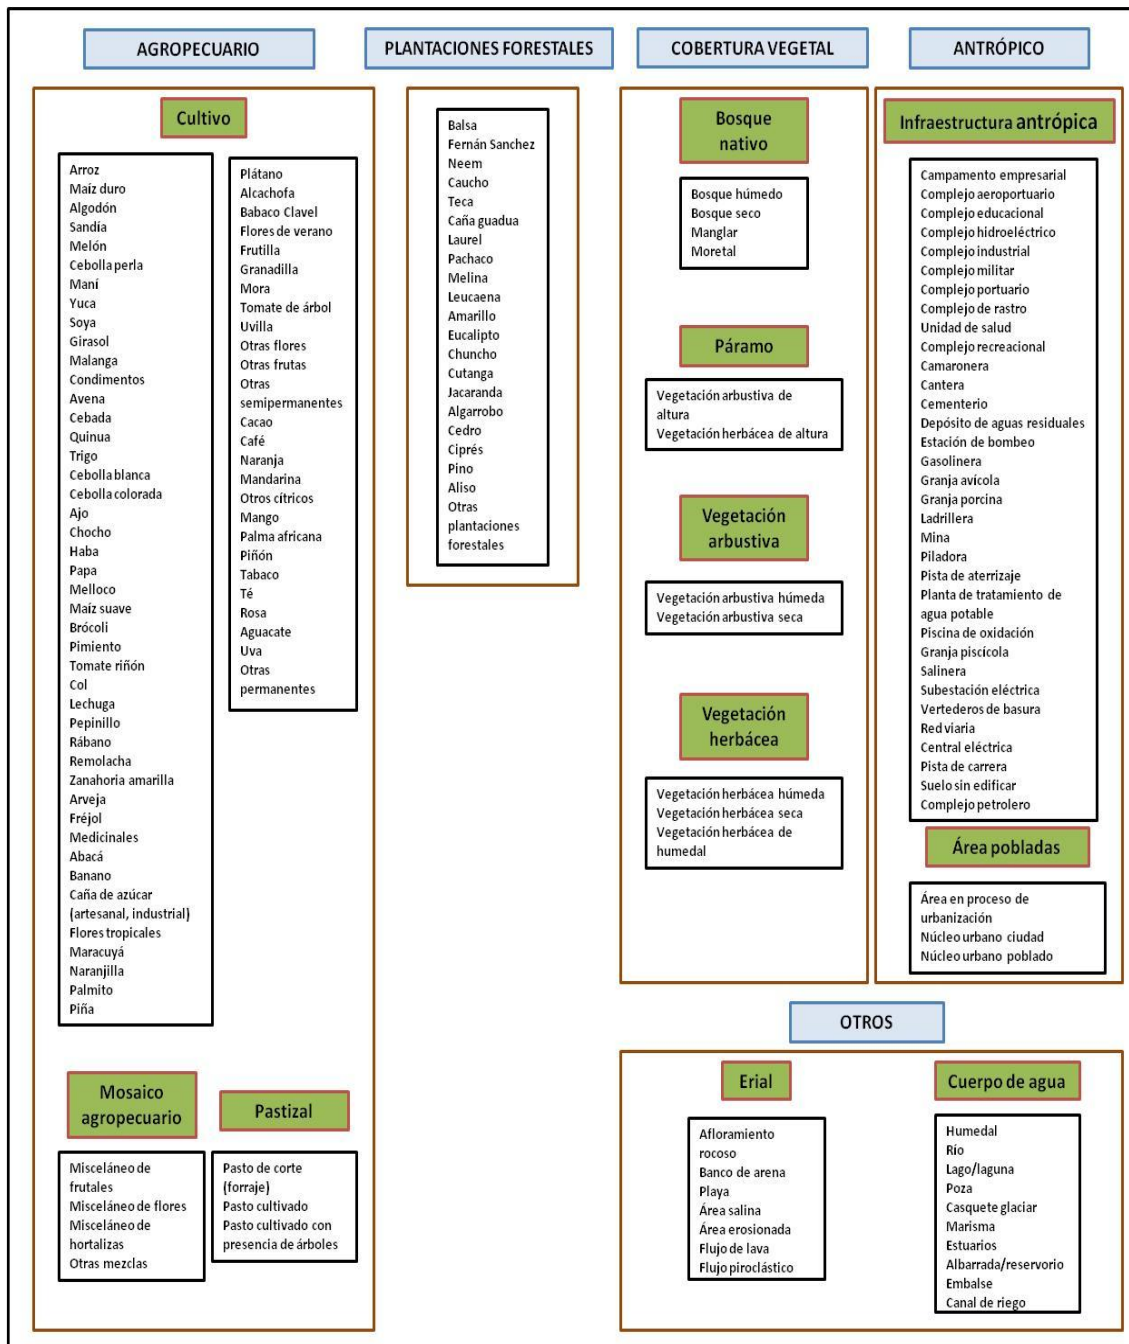 AGROPECUARIO
Cultivo
Arroz
Maíz duro
Algodón
Sandía
Melón
Cebolla perla
Maní
Yuca
Soya
Girasol
Malanga
Condimentos
Avena
Cebada
Quinua
Trigo
Cebolla blanca
Cebolla colorada
Ajo
Chocho
Haba
Papa
Melloco
Maíz suave
Brócoli
Pimiento
Tomate riñón
Col
Lechuga
Pepinillo
Rábano
Remolacha
Zanahoria amarilla
Arveja
Fréjol
Medicinales
Abacá
Banano
Caña de azúcar
(artesanal, industrial)
Flores tropicales
Maracuyá
Naranjilla
Palmito
Piña
Plátano
Alcachofa
Babaco Clavel
Flores de verano
Frutilla
Granadilla
Mora
Tomate de árbol
Uvilla
Otras flores
Otras frutas
Otras
semipermanentes
Cacao
Café
Naranja
Mandarina
Otros cítricos
Mango
Palma africana
Piñón
Tabaco
Té
Rosa
Aguacate
Uva
Otras
permanentes
Mosaico
agropecuario
Misceláneo de
frutales
Misceláneo de flores
Misceláneo de
hortalizas
Otras mezclas
Pastizal
Pasto de corte
(forraje)
Pasto cultivado
Pasto cultivado con
presencia de árboles
PLANTACIONES FORESTALES
Balsa
Fernán Sanchez
Neem
Caucho
Teca
Caña guadua
Laurel
Pachaco
Melina
Leucaena
Amarillo
Eucalipto
Chuncho
Cutanga
Jacaranda
Algarrobo
Cedro
Ciprés
Pino
Aliso
Otras
plantaciones
forestales
COBERTURA VEGETAL
Bosque
nativo
Bosque húmedo
Bosque seco
Manglar
Moretal
Páramo
Vegetación arbustiva de
altura
Vegetación herbácea de altura
Vegetación
arbustiva
Vegetación arbustiva húmeda
Vegetación arbustiva seca
Vegetación
herbácea
Vegetación herbácea húmeda
Vegetación herbácea seca
Vegetación herbácea de
humedal
ANTRÓPICO
Infraestructura antrópica
Campamento empresarial
Complejo aeroportuario
Complejo educacional
Complejo hidroeléctrico
Complejo industrial
Complejo militar
Complejo portuario
Complejo de rastro
Unidad de salud
Complejo recreacional
Camaronera
Cantera
Cementerio
Depósito de aguas residuales
Estación de bombeo
Gasolinera
Granja avícola
Granja porcina
Ladrillera
Mina
Piladora
Pista de aterrizaje
Planta de tratamiento de
agua potable
Piscina de oxidación
Granja piscícola
Salinera
Subestación eléctrica
Vertederos de basura
Red viaria
Central eléctrica
Pista de carrera
Suelo sin edificar
Complejo petrolero
Área pobladas
Área en proceso de
urbanización
Núcleo urbano ciudad
Núcleo urbano poblado
OTROS
Erial
Afloramiento
rocoso
Banco de arena
Playa
Área salina
Área erosionada
Flujo de lava
Flujo piroclástico
Cuerpo de agua
Humedal
Río
Lago/laguna
Poza
Casquete glaciar
Marisma
Estuarios
Albarrada/reservorio
Embalse
Canal de riego